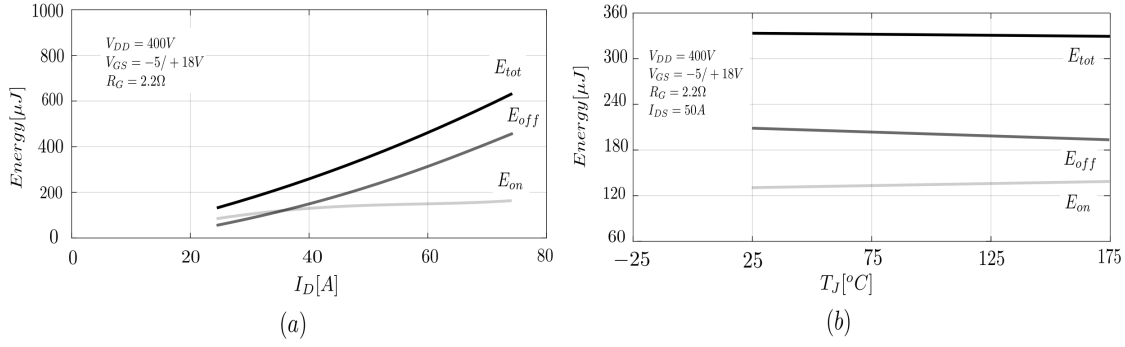 1000
800
600
400
200
0
0
20
40
60
80
Energy[μJ]
I_D[A]
V_DD = 400V
V_GS = −5/ + 18V
R_G = 2.2Ω
E_tot
E_off
E_on
(a)
360
300
240
180
120
60
−25
25
75
125
175
Energy[μJ]
T_J[°C]
V_DD = 400V
V_GS = −5/ + 18V
R_G = 2.2Ω
I_DS = 50A
E_tot
E_off
E_on
(b)